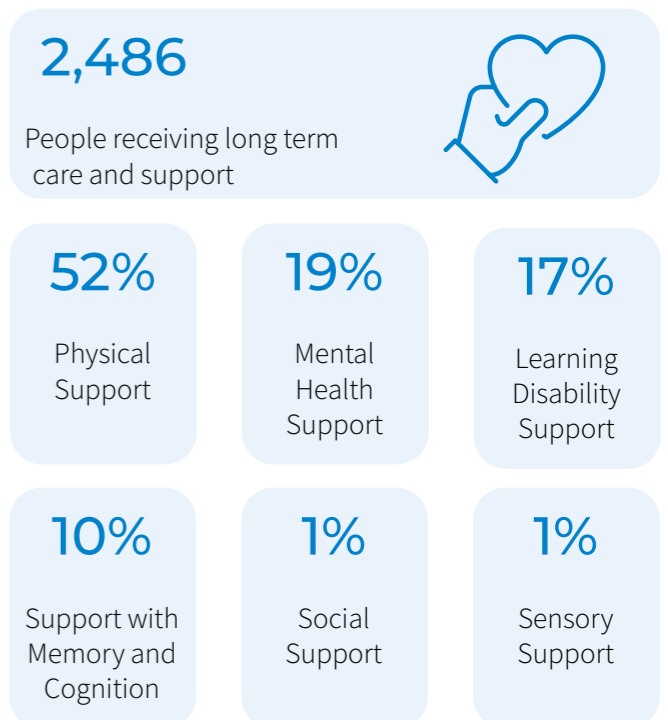 2,486
People receiving long term
care and support
52%
Physical
Support
19%
Mental
Health
Support
17%
Learning
Disability
Support
10%
Support with
Memory and
Cognition
1%
Social
Support
1%
Sensory
Support